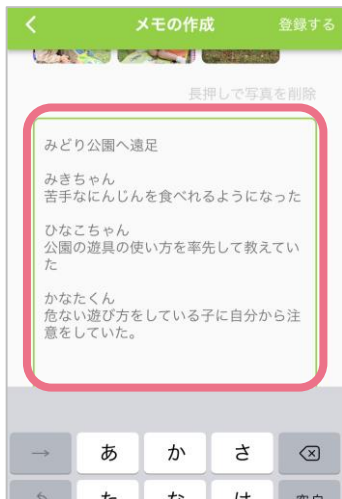 メモの作成
登録する
長押しで写真を削除
みどり公園へ遠足
みきちゃん
苦手なにんじんを食べれるようになった
ひなこちゃん
公園の遊具の使い方を率先して教えてい
た
かなたくん
危ない遊び方をしている子に自分から注
意をしていた。
→ あ か さ
た な は 空白